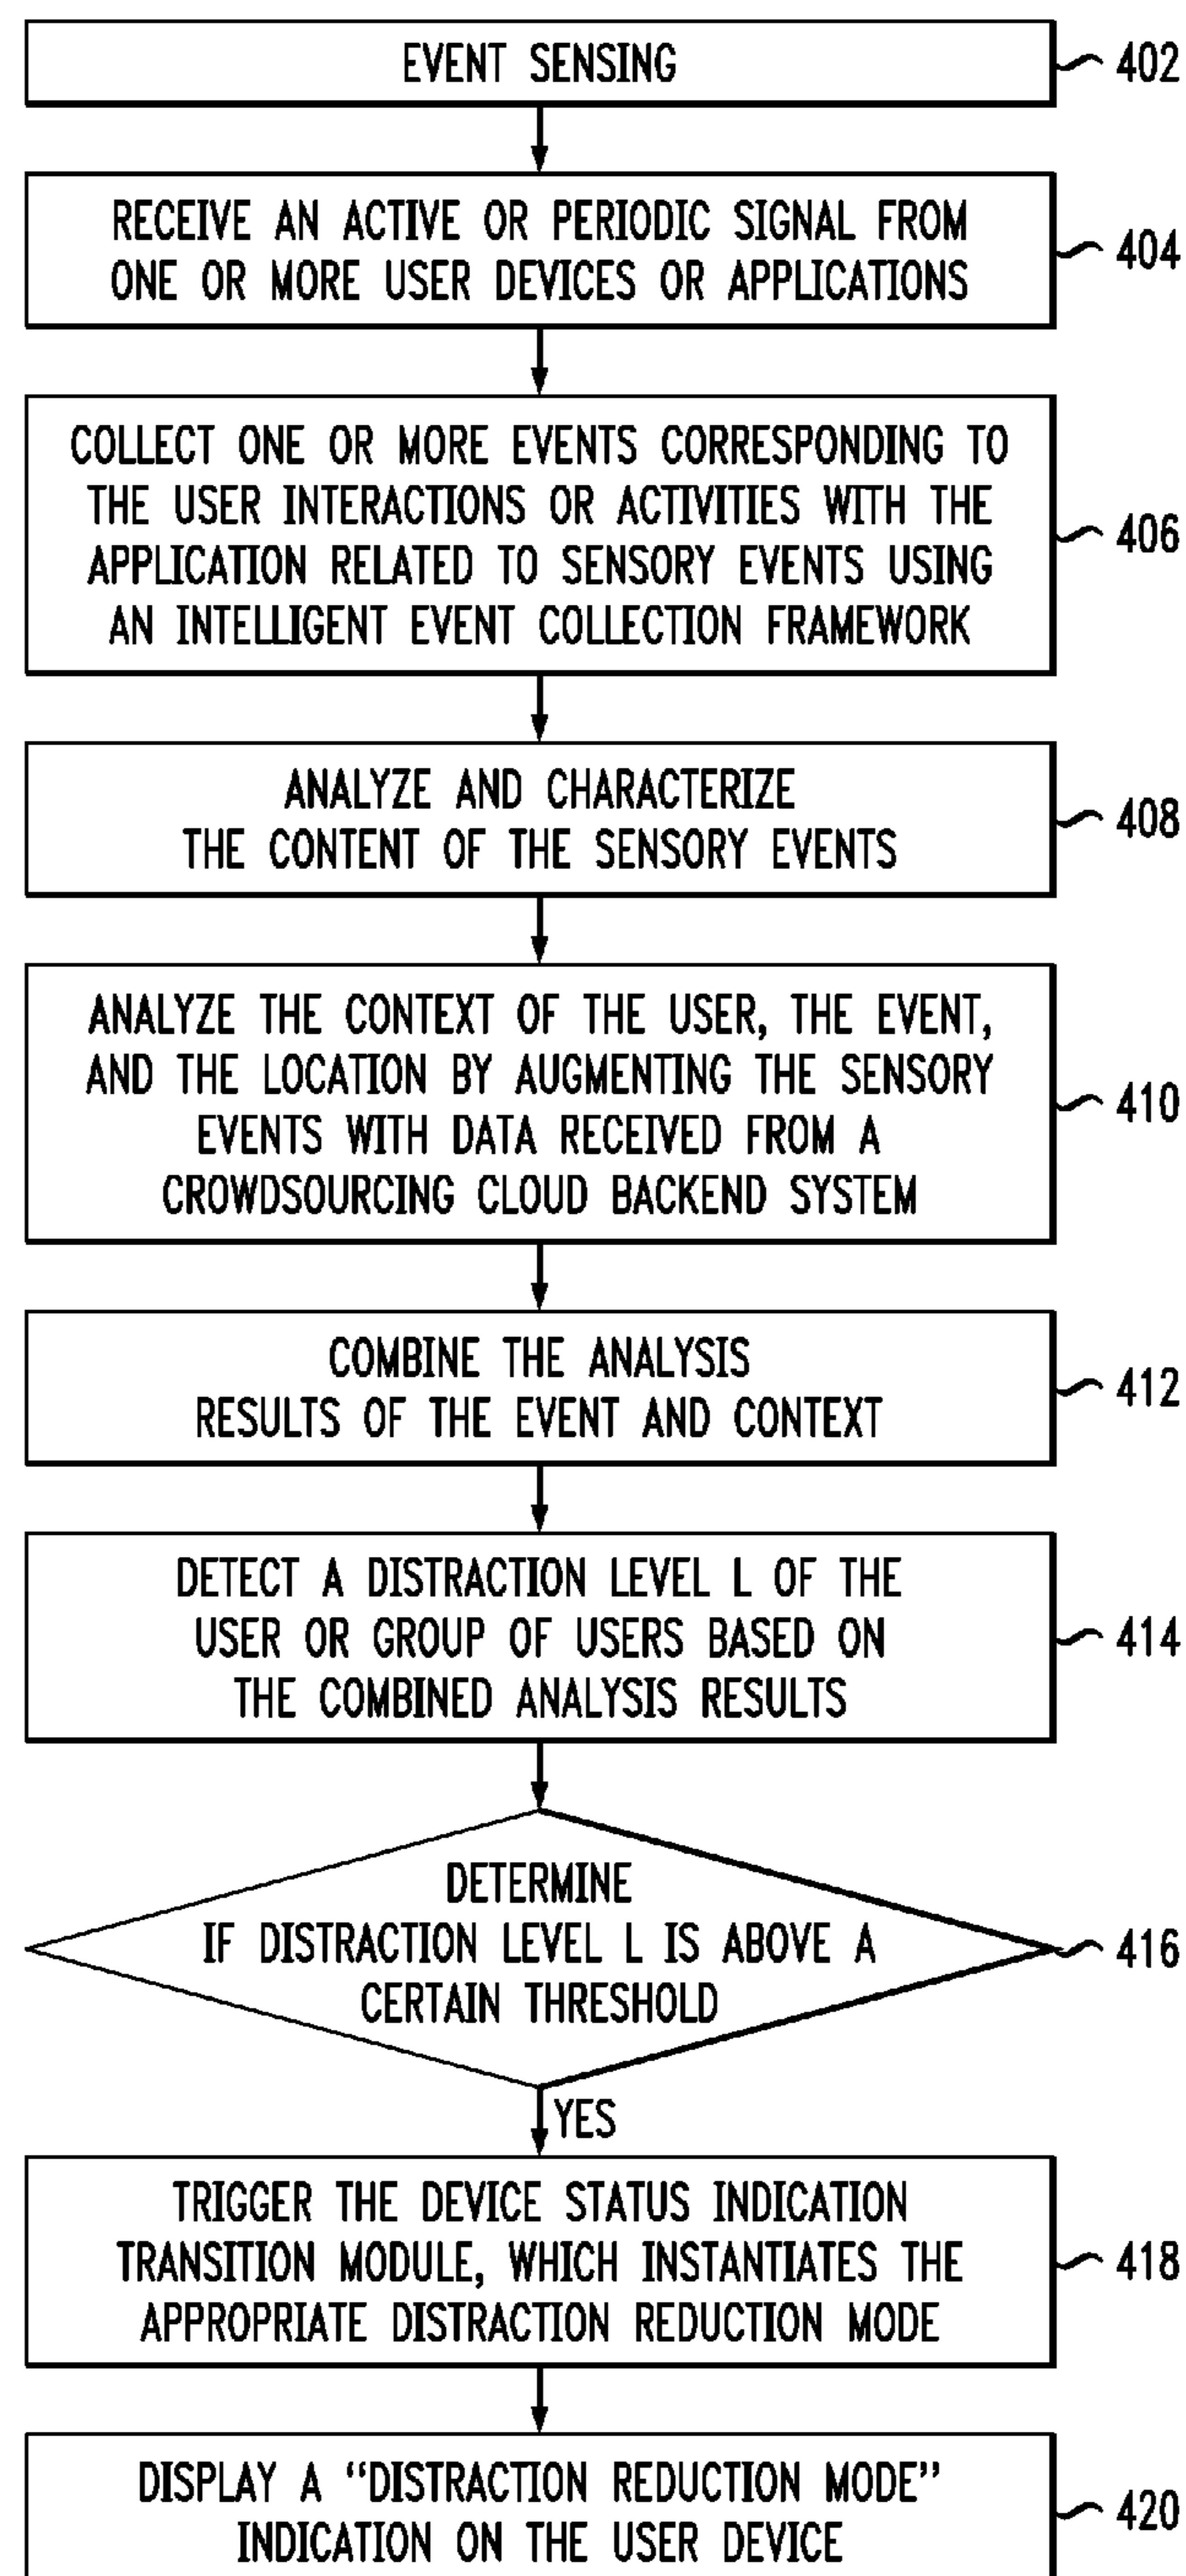 EVENT SENSING
402
RECEIVE AN ACTIVE OR PERIODIC SIGNAL FROM
ONE OR MORE USER DEVICES OR APPLICATIONS
404
COLLECT ONE OR MORE EVENTS CORRESPONDING TO
THE USER INTERACTIONS OR ACTIVITIES WITH THE
APPLICATION RELATED TO SENSORY EVENTS USING
AN INTELLIGENT EVENT COLLECTION FRAMEWORK
406
ANALYZE AND CHARACTERIZE
THE CONTENT OF THE SENSORY EVENTS
408
ANALYZE THE CONTEXT OF THE USER, THE EVENT,
AND THE LOCATION BY AUGMENTING THE SENSORY
EVENTS WITH DATA RECEIVED FROM A
CROWDSOURCING CLOUD BACKEND SYSTEM
410
COMBINE THE ANALYSIS
RESULTS OF THE EVENT AND CONTEXT
412
DETECT A DISTRACTION LEVEL L OF THE
USER OR GROUP OF USERS BASED ON
THE COMBINED ANALYSIS RESULTS
414
DETERMINE
IF DISTRACTION LEVEL L IS ABOVE A
CERTAIN THRESHOLD
416
YES
TRIGGER THE DEVICE STATUS INDICATION
TRANSITION MODULE, WHICH INSTANTIATES THE
APPROPRIATE DISTRACTION REDUCTION MODE
418
DISPLAY A “DISTRACTION REDUCTION MODE”
INDICATION ON THE USER DEVICE
420